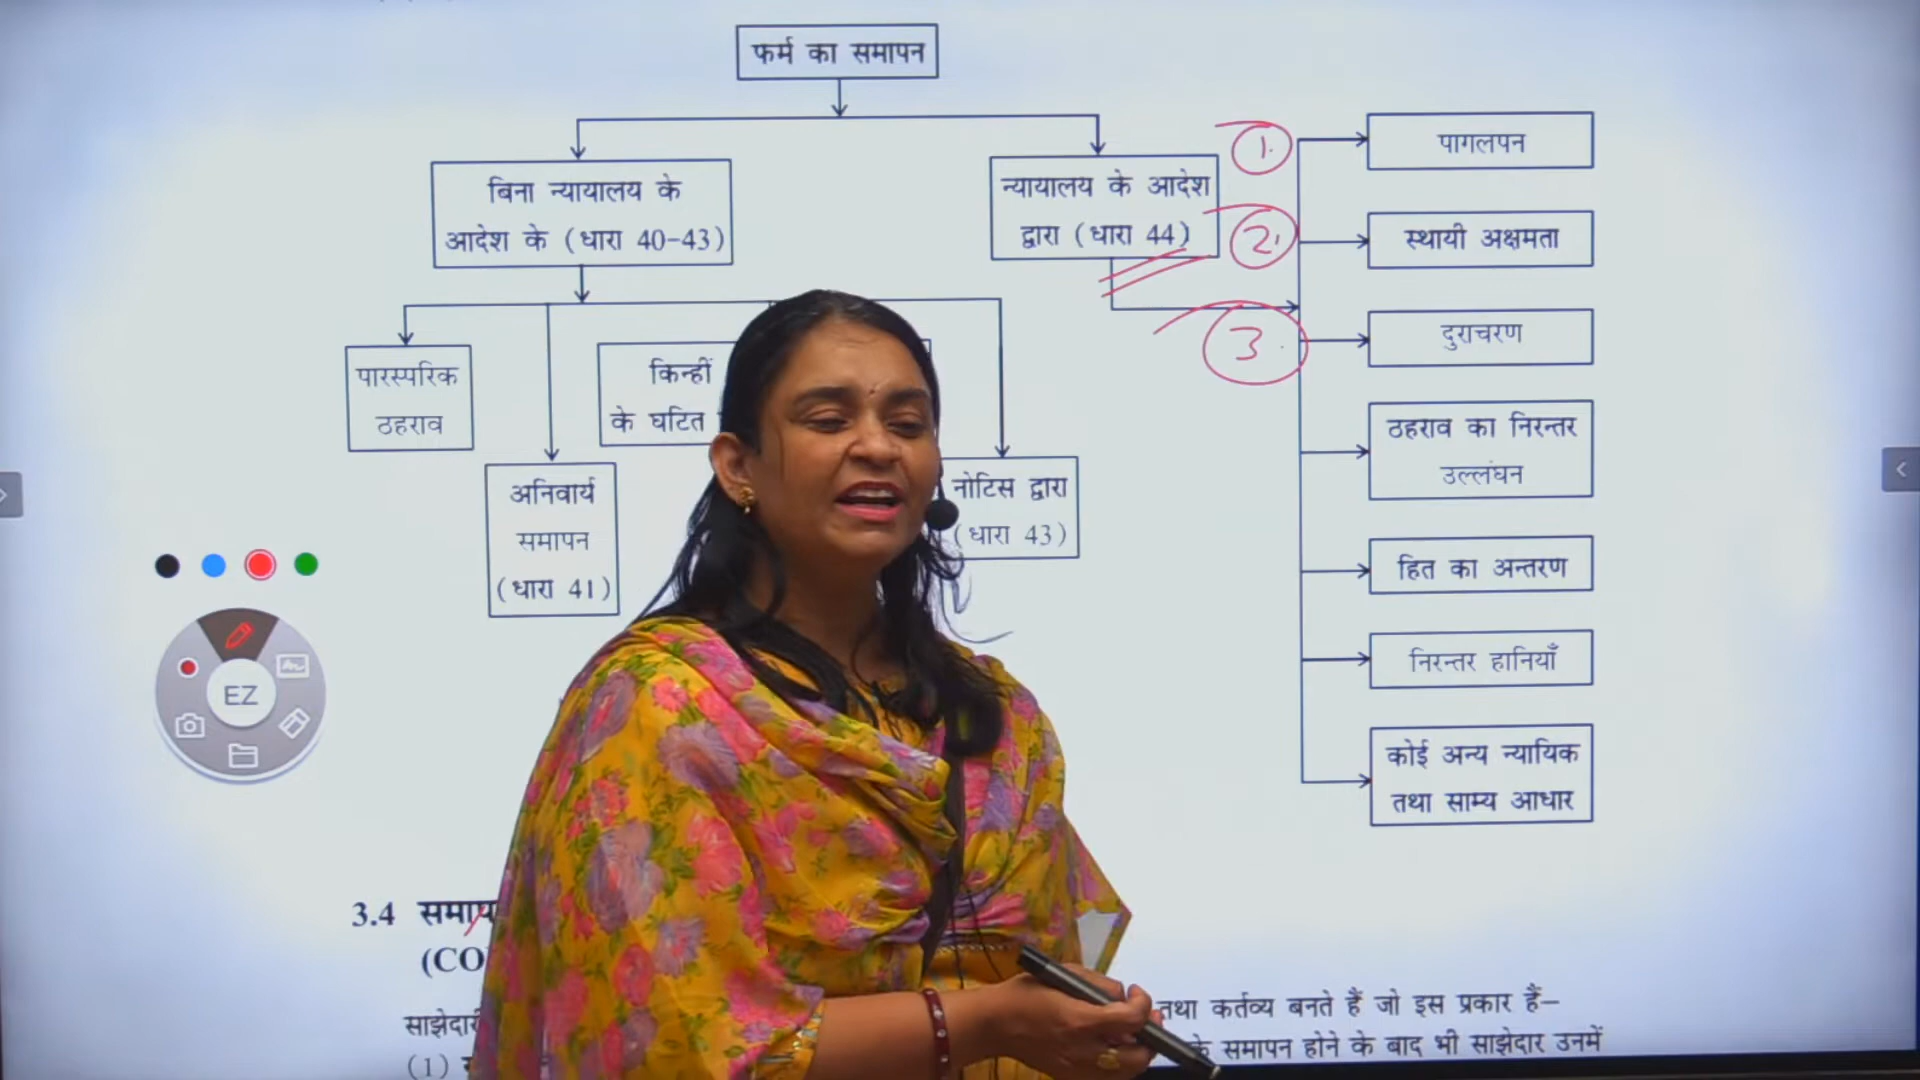 फर्म का समापन
बिना न्यायालय के
आदेश के (धारा 40-43)
न्यायालय के आदेश
द्वारा (धारा 44)
पारस्परिक
ठहराव
अनिवार्य
समापन
(धारा 41)
किन्हीं
के घटित
नोटिस द्वारा
(धारा 43)
1.
2.
3.
पागलपन
स्थायी अक्षमता
दुराचरण
ठहराव का निरन्तर
उल्लंघन
हित का अन्तरण
निरन्तर हानियाँ
कोई अन्य न्यायिक
तथा साम्य आधार
EZ
3.4
तथा कर्तव्य बनते हैं जो इस प्रकार हैं–
(1) के समापन होने के बाद भी साझेदार उनमें